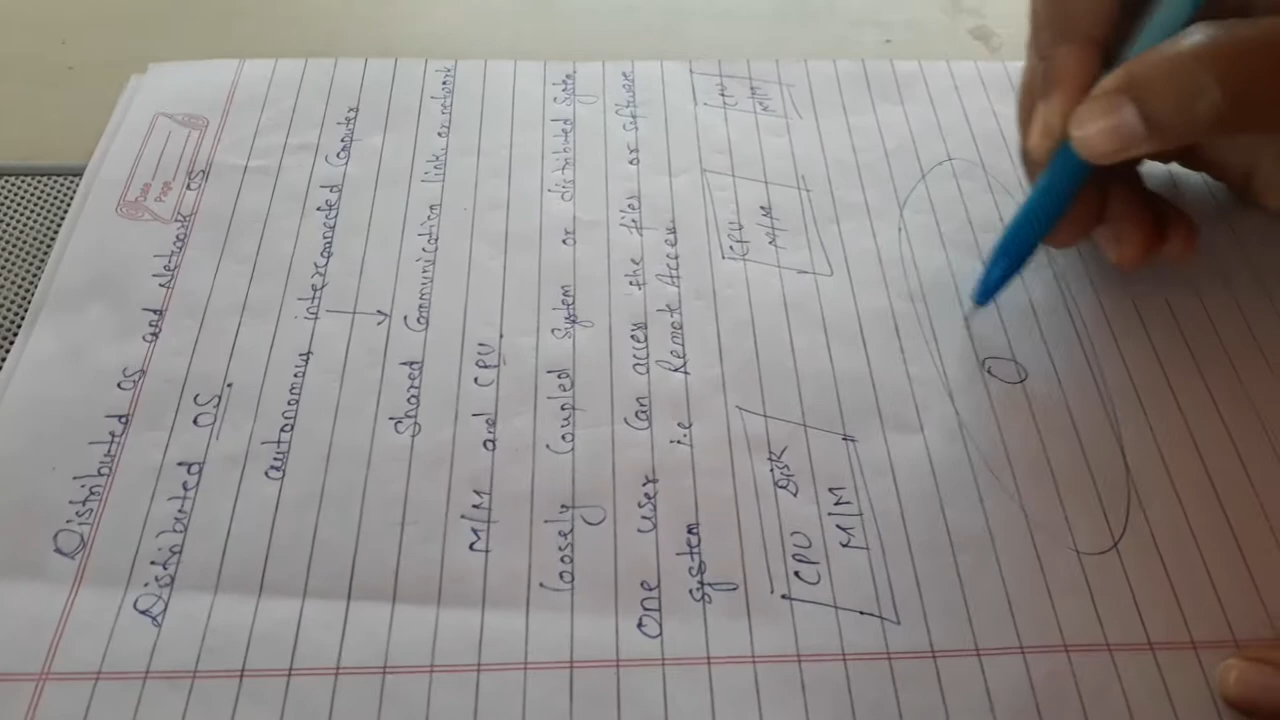 Date
Page
Distributed OS and Network OS
Distributed OS.
autonomous interconnected Computer
Shared Communication link or network
M/M and CPU.
Loosely Coupled System or distributed System
One user Can access the files or software
system i.e Remote Access
CPU Disk
M/M
CPU
M/M
CPU
M/M
O